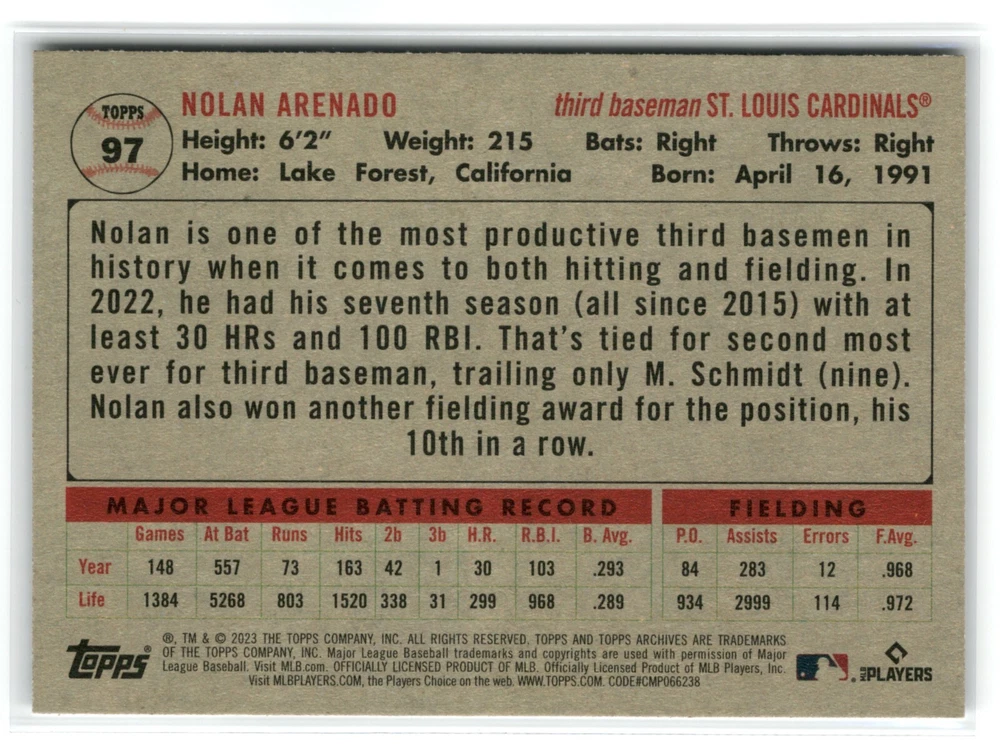 TOPPS
97
NOLAN ARENADO third baseman ST. LOUIS CARDINALS®
Height: 6'2" Weight: 215 Bats: Right Throws: Right
Home: Lake Forest, California Born: April 16, 1991
Nolan is one of the most productive third basemen in
history when it comes to both hitting and fielding. In
2022, he had his seventh season (all since 2015) with at
least 30 HRs and 100 RBI. That's tied for second most
ever for third baseman, trailing only M. Schmidt (nine).
Nolan also won another fielding award for the position, his
10th in a row.
MAJOR LEAGUE BATTING RECORD FIELDING
Games At Bat Runs Hits 2b 3b H.R. R.B.I. B. Avg. P.O. Assists Errors F.Avg.
Year 148 557 73 163 42 1 30 103 .293 84 283 12 .968
Life 1384 5268 803 1520 338 31 299 968 .289 934 2999 114 .972
®, TM & © 2023 THE TOPPS COMPANY, INC. ALL RIGHTS RESERVED. TOPPS AND TOPPS ARCHIVES ARE TRADEMARKS
OF THE TOPPS COMPANY, INC. Major League Baseball trademarks and copyrights are used with permission of Major
League Baseball. Visit MLB.com. OFFICIALLY LICENSED PRODUCT OF MLB. Officially Licensed Product of MLB Players, Inc.
Visit MLBPLAYERS.COM, the Players Choice on the web. WWW.TOPPS.COM. CODE#CMP066238
topps®
MLB PLAYERS